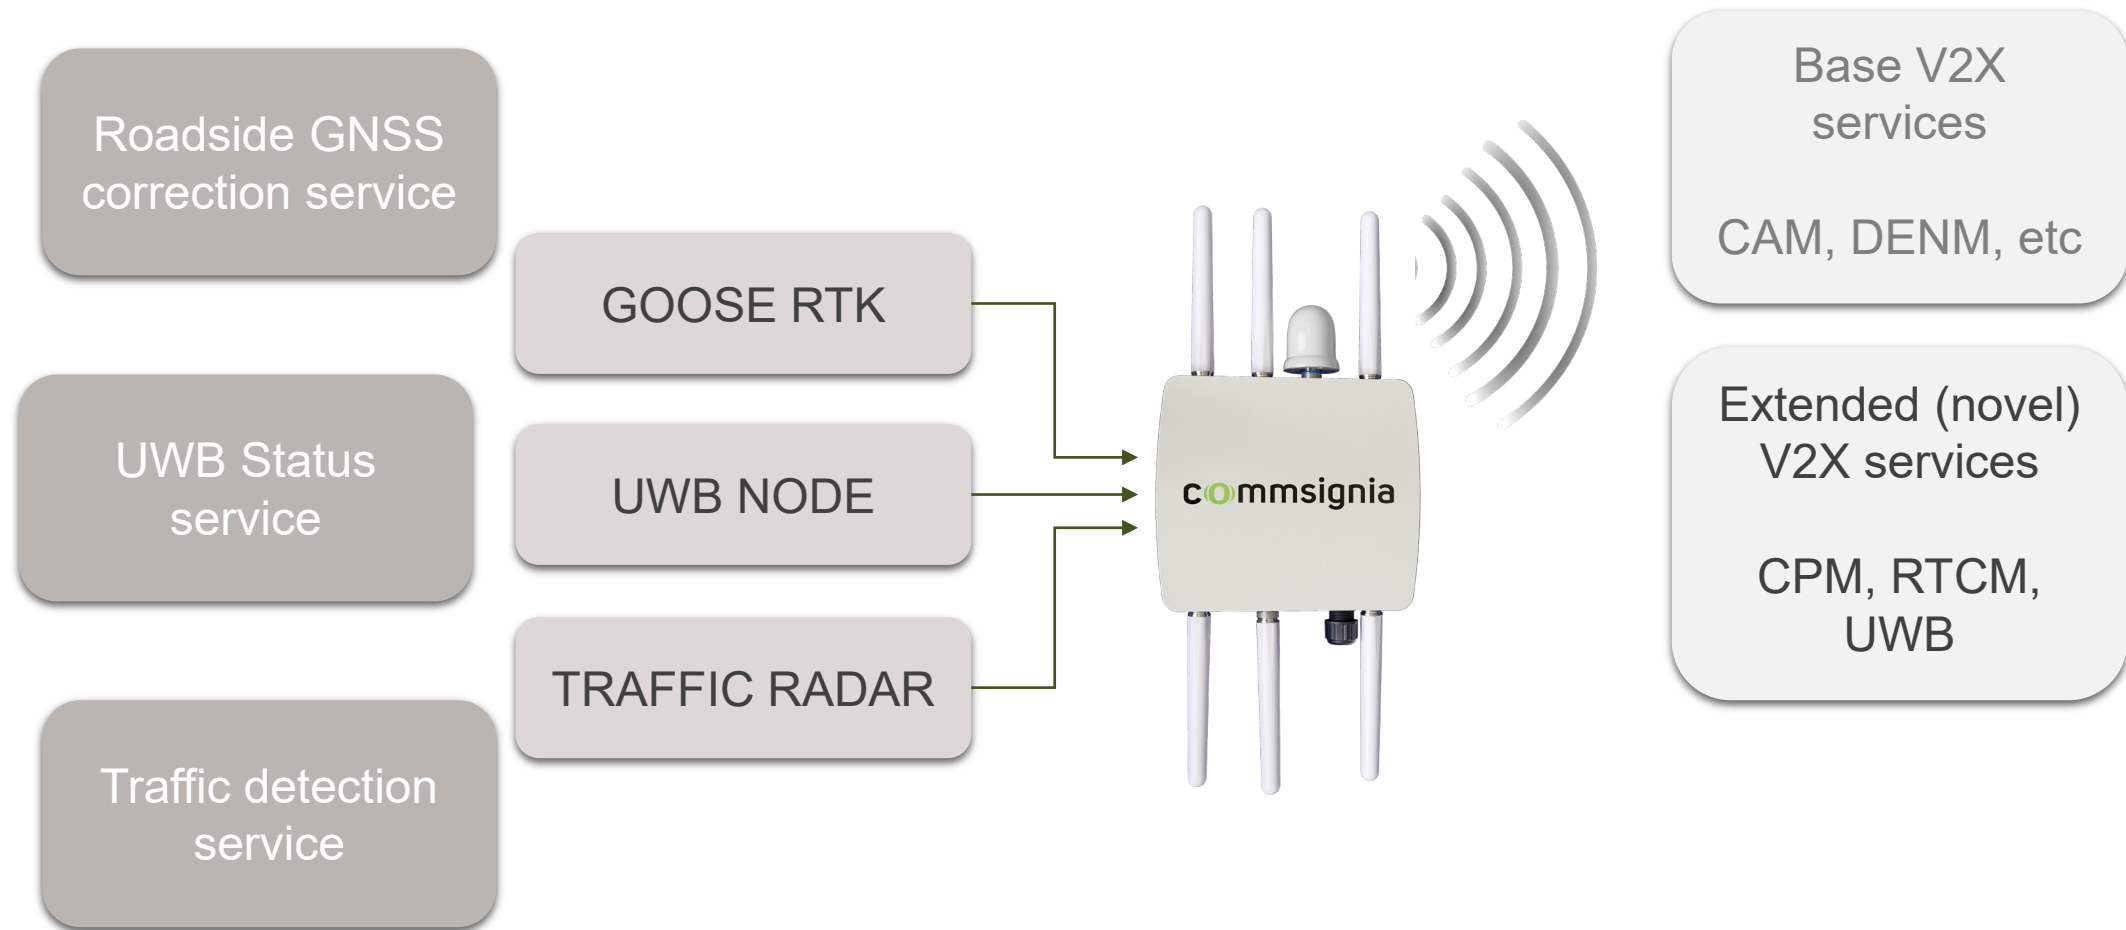 Roadside GNSS
correction service
GOOSE RTK
UWB Status
service
UWB NODE
TRAFFIC RADAR
Traffic detection
service
commsignia
Base V2X
services
CAM, DENM, etc
Extended (novel)
V2X services
CPM, RTCM,
UWB